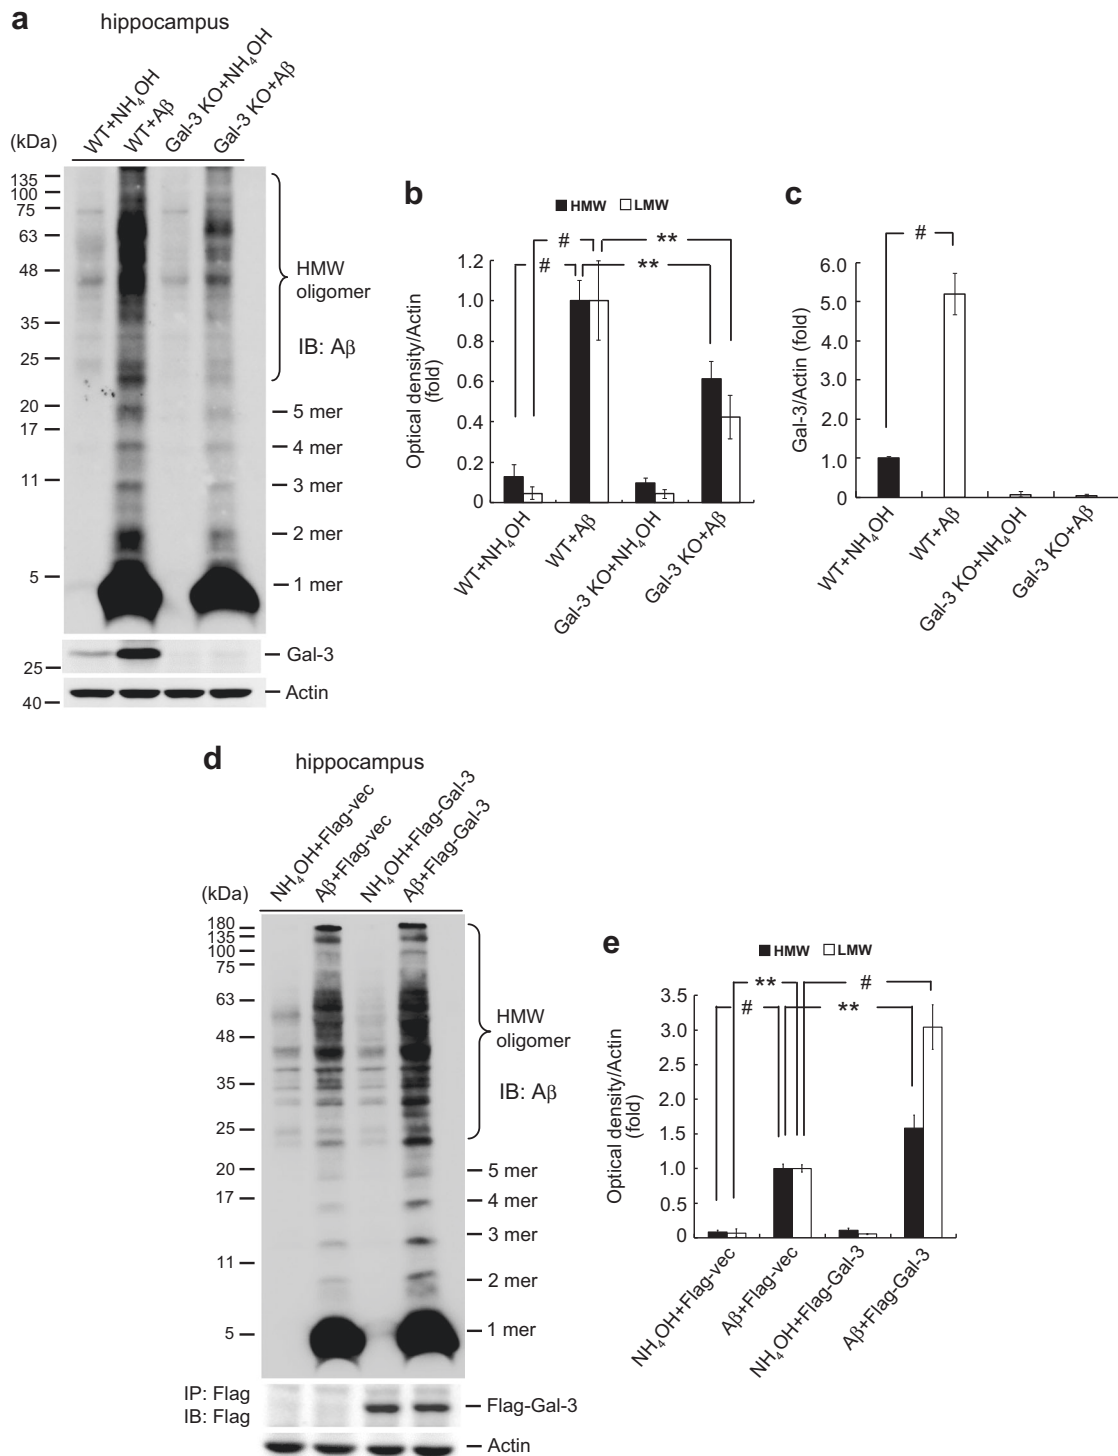 a
hippocampus
WT+NH4OH
WT+Aβ
Gal-3 KO+NH4OH
Gal-3 KO+Aβ
(kDa)
135
100
75
63
48
35
25
20
17
11
5
HMW
oligomer
IB: Aβ
5 mer
4 mer
3 mer
2 mer
1 mer
25
Gal-3
40
Actin
b
HMW LMW
# **
# **
Optical density/Actin
(fold)
1.2
1.0
0.8
0.6
0.4
0.2
0
WT+NH4OH
WT+Aβ
Gal-3 KO+NH4OH
Gal-3 KO+Aβ
c
#
Gal-3/Actin (fold)
6.0
5.0
4.0
3.0
2.0
1.0
0
WT+NH4OH
WT+Aβ
Gal-3 KO+NH4OH
Gal-3 KO+Aβ
d
hippocampus
NH4OH+Flag-vec
Aβ+Flag-vec
NH4OH+Flag-Gal-3
Aβ+Flag-Gal-3
(kDa)
180
135
100
75
63
48
35
25
20
17
11
5
HMW
oligomer
IB: Aβ
5 mer
4 mer
3 mer
2 mer
1 mer
IP: Flag
IB: Flag
Flag-Gal-3
Actin
e
HMW LMW
** #
# **
Optical density/Actin
(fold)
3.5
3.0
2.5
2.0
1.5
1.0
0.5
0
NH4OH+Flag-vec
Aβ+Flag-vec
NH4OH+Flag-Gal-3
Aβ+Flag-Gal-3